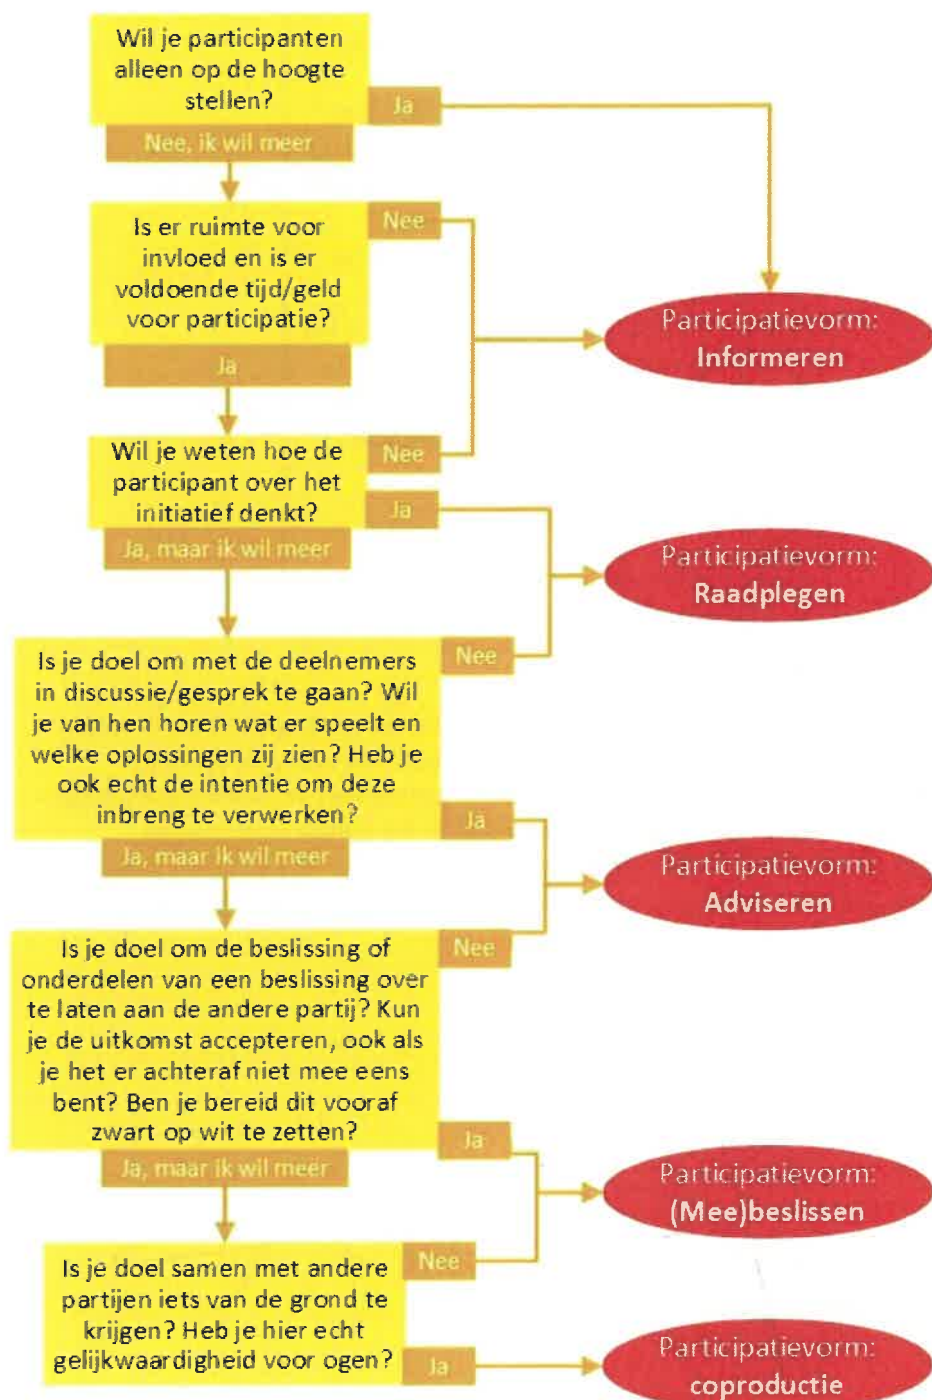 Wil je participanten
alleen op de hoogte
stellen?
Ja
Nee, ik wil meer
Is er ruimte voor
invloed en is er
voldoende tijd/geld
voor participatie?
Nee
Ja
Participatievorm:
Informeren
Wil je weten hoe de
participant over het
initiatief denkt?
Nee
Ja
Ja, maar ik wil meer
Participatievorm:
Raadplegen
Is je doel om met de deelnemers
in discussie/gesprek te gaan? Wil
je van hen horen wat er speelt en
welke oplossingen zij zien? Heb je
ook echt de intentie om deze
inbreng te verwerken?
Nee
Ja
Ja, maar ik wil meer
Participatievorm:
Adviseren
Is je doel om de beslissing of
onderdelen van een beslissing over
te laten aan de andere partij? Kun
je de uitkomst accepteren, ook als
je het er achteraf niet mee eens
bent? Ben je bereid dit vooraf
zwart op wit te zetten?
Nee
Ja
Ja, maar ik wil meer
Participatievorm:
(Mee)beslissen
Is je doel samen met andere
partijen iets van de grond te
krijgen? Heb je hier echt
gelijkwaardigheid voor ogen?
Nee
Ja
Participatievorm:
coproductie